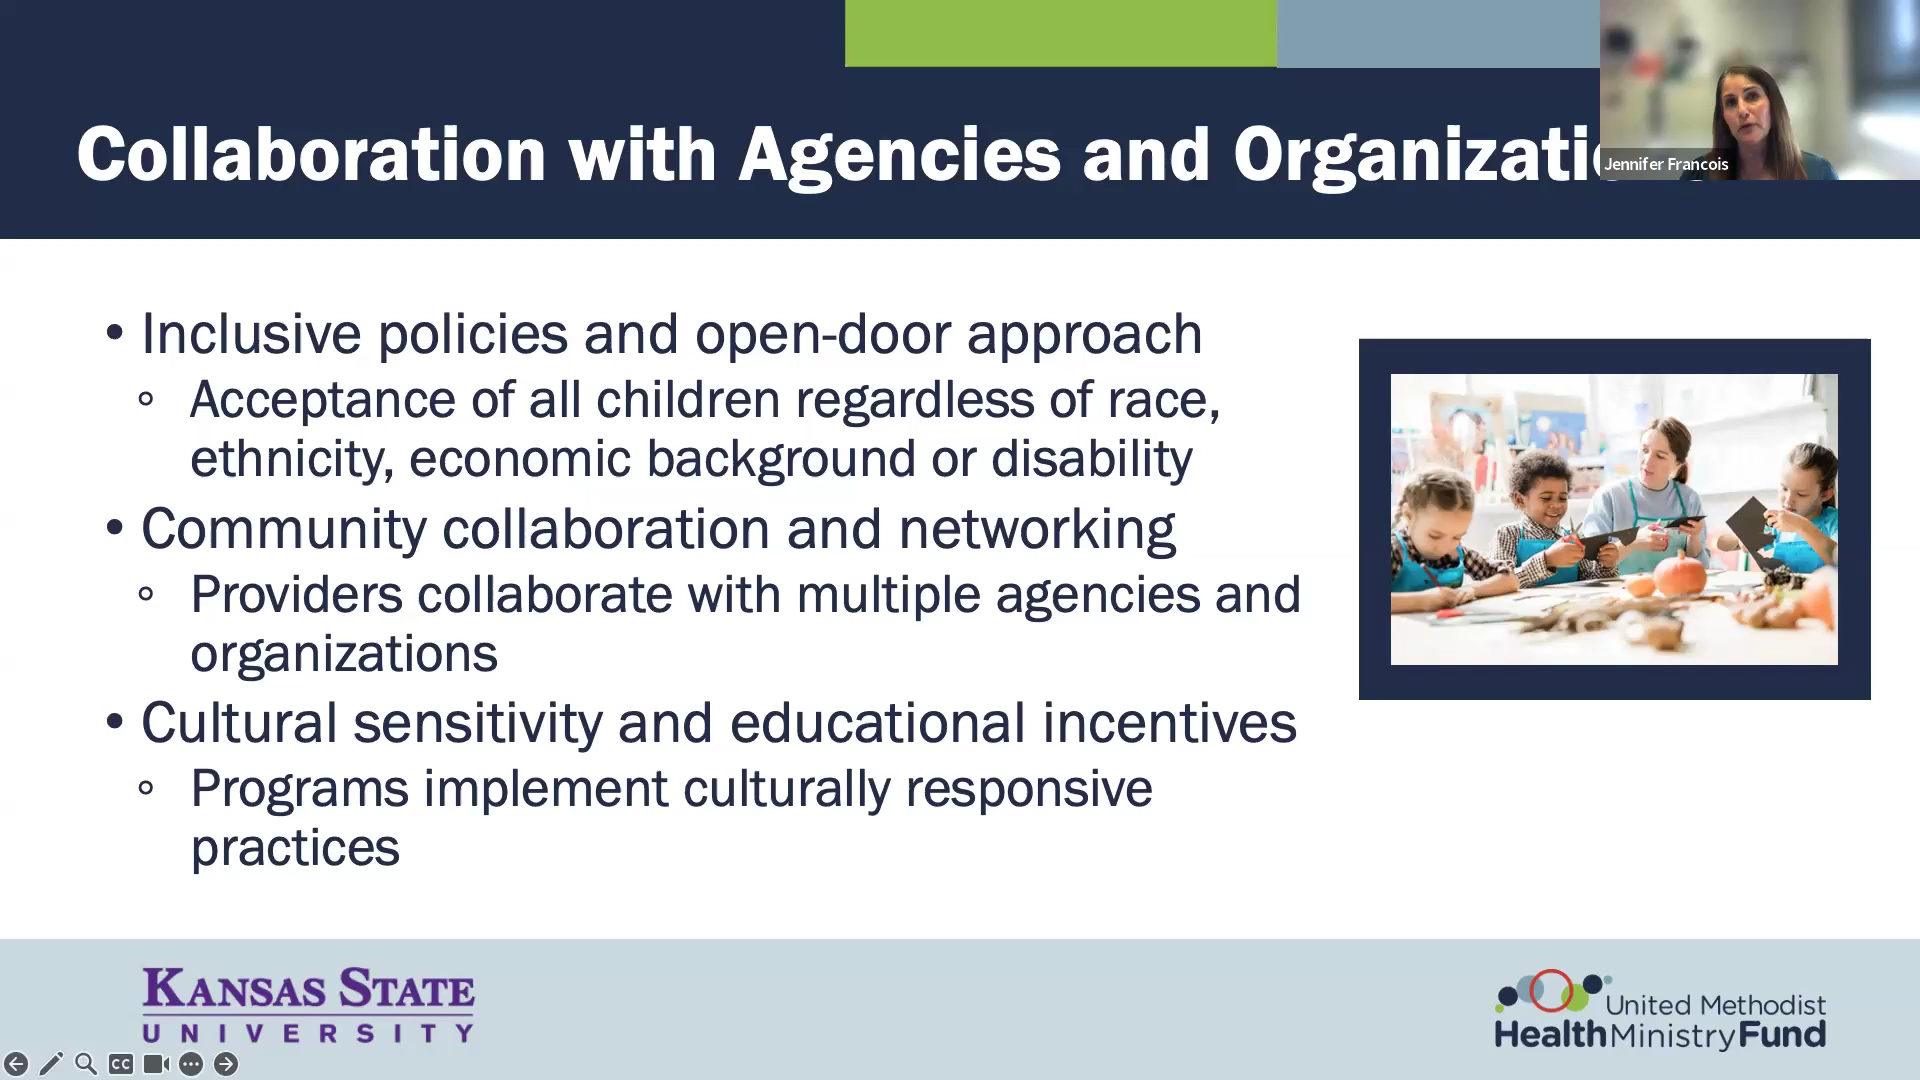 Collaboration with Agencies and Organizati
Jennifer Francois
• Inclusive policies and open-door approach
◦ Acceptance of all children regardless of race,
ethnicity, economic background or disability
• Community collaboration and networking
◦ Providers collaborate with multiple agencies and
organizations
• Cultural sensitivity and educational incentives
◦ Programs implement culturally responsive
practices
KANSAS STATE
UNIVERSITY
United Methodist
HealthMinistryFund
CC